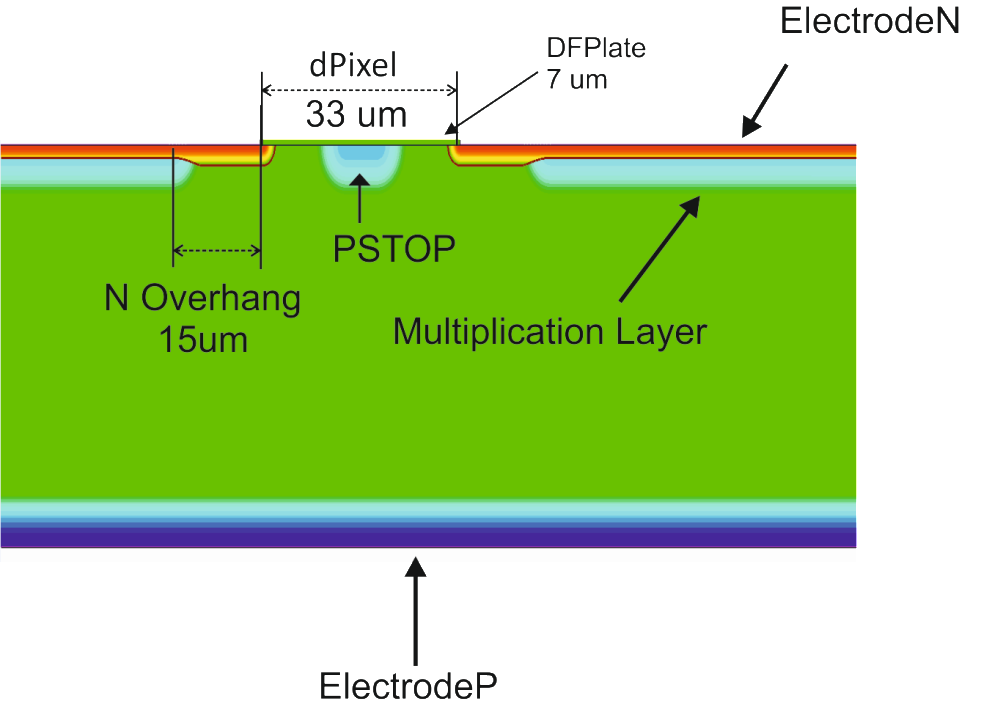 ElectrodeN
DFPlate
7 um
dPixel
33 um
PSTOP
N Overhang
15um
Multiplication Layer
ElectrodeP